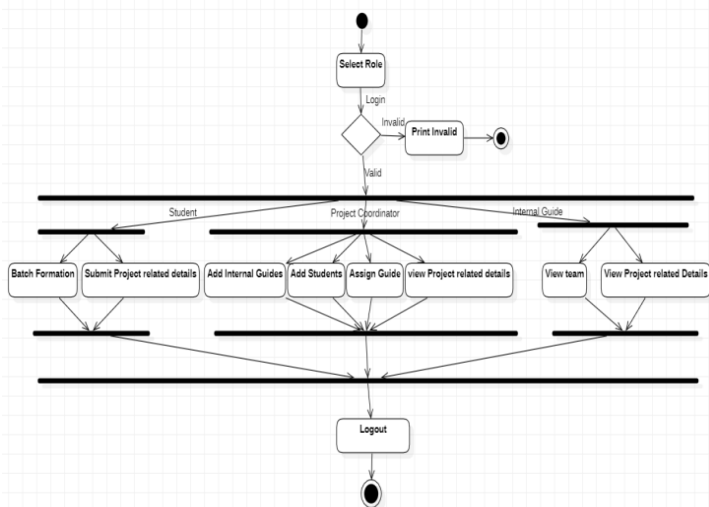 Select Role
Login
Invalid
Print Invalid
Valid
Student
Project Coordinator
Internal Guide
Batch Formation
Submit Project related details
Add Internal Guides
Add Students
Assign Guide
view Project related details
View team
View Project related Details
Logout